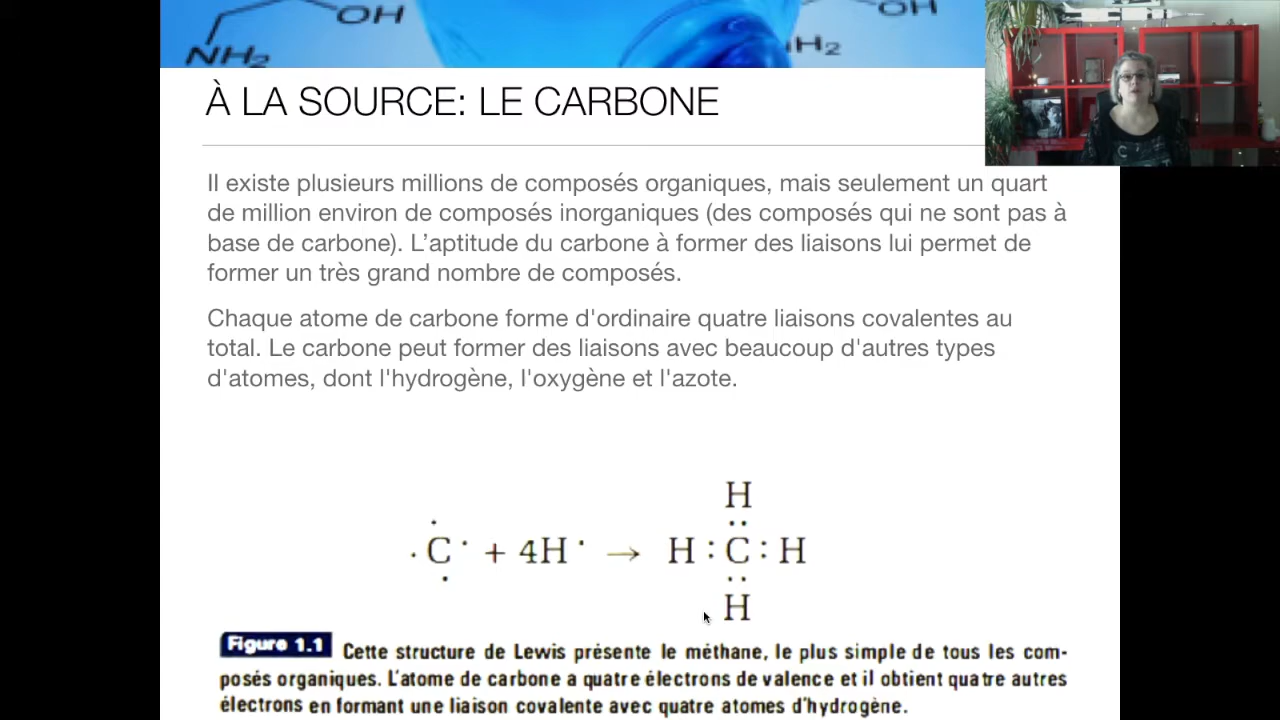 OH
OH
NH2
H2
À LA SOURCE: LE CARBONE
Il existe plusieurs millions de composés organiques, mais seulement un quart
de million environ de composés inorganiques (des composés qui ne sont pas à
base de carbone). L’aptitude du carbone à former des liaisons lui permet de
former un très grand nombre de composés.
Chaque atome de carbone forme d'ordinaire quatre liaisons covalentes au
total. Le carbone peut former des liaisons avec beaucoup d'autres types
d'atomes, dont l'hydrogène, l'oxygène et l'azote.
H
· C · + 4H · → H : C : H
H
Figure 1.1 Cette structure de Lewis présente le méthane, le plus simple de tous les com-
posés organiques. L'atome de carbone a quatre électrons de valence et il obtient quatre autres
électrons en formant une liaison covalente avec quatre atomes d'hydrogène.